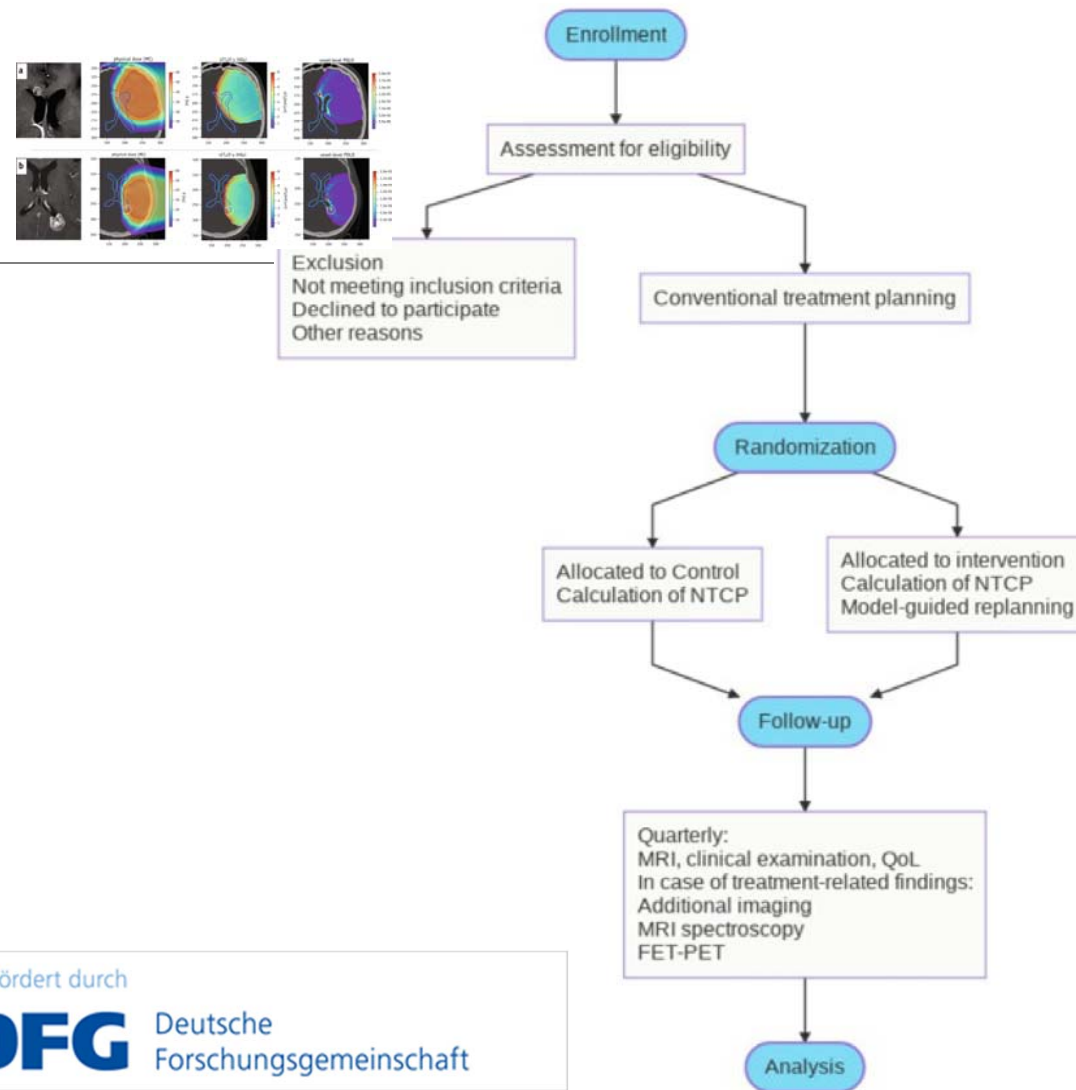 Enrollment
a
b
Assessment for eligibility
Exclusion
Not meeting inclusion criteria
Declined to participate
Other reasons
Conventional treatment planning
Randomization
Allocated to Control
Calculation of NTCP
Allocated to intervention
Calculation of NTCP
Model-guided replanning
Follow-up
Quarterly:
MRI, clinical examination, QoL
In case of treatment-related findings:
Additional imaging
MRI spectroscopy
FET-PET
ördert durch
DFG
Deutsche
Forschungsgemeinschaft
Analysis